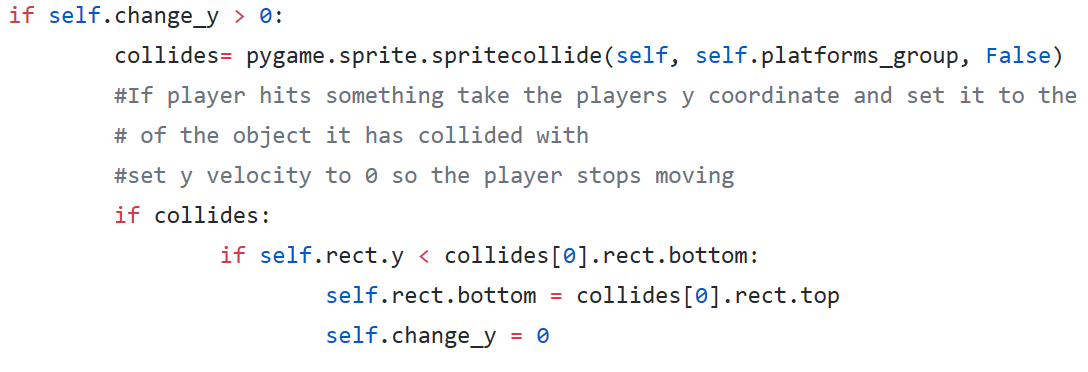 if self.change_y > 0:
collides= pygame.sprite.spritecollide(self, self.platforms_group, False)
#If player hits something take the players y coordinate and set it to the
# of the object it has collided with
#set y velocity to 0 so the player stops moving
if collides:
if self.rect.y < collides[0].rect.bottom:
self.rect.bottom = collides[0].rect.top
self.change_y = 0